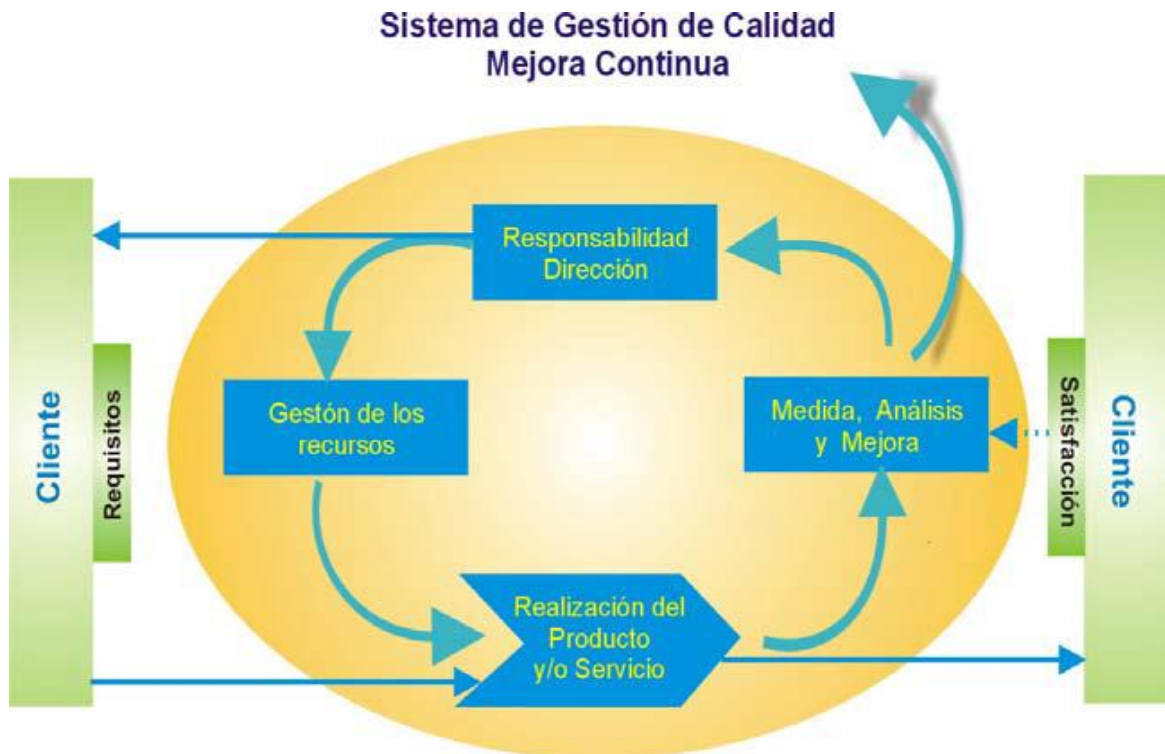 Sistema de Gestión de Calidad
Mejora Continua
Responsabilidad
Dirección
Cliente
Requisitos
Gestón de los
recursos
Medida, Análisis
y Mejora
Satisfacción
Cliente
Realización del
Producto
y/o Servicio